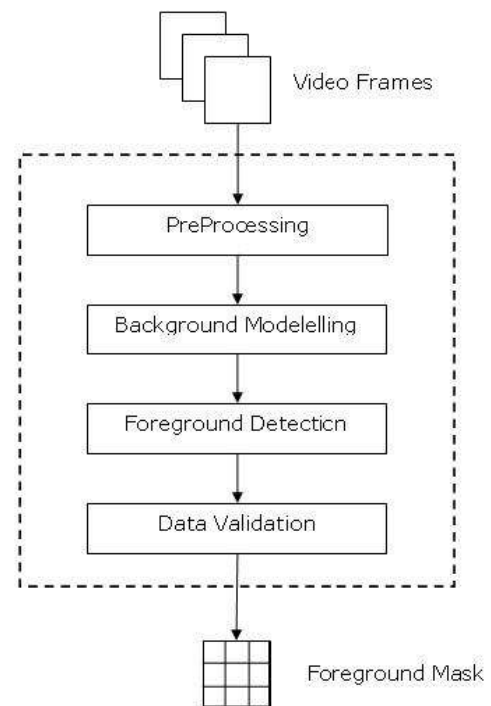 Video Frames
PreProcessing
Background Modelelling
Foreground Detection
Data Validation
Foreground Mask